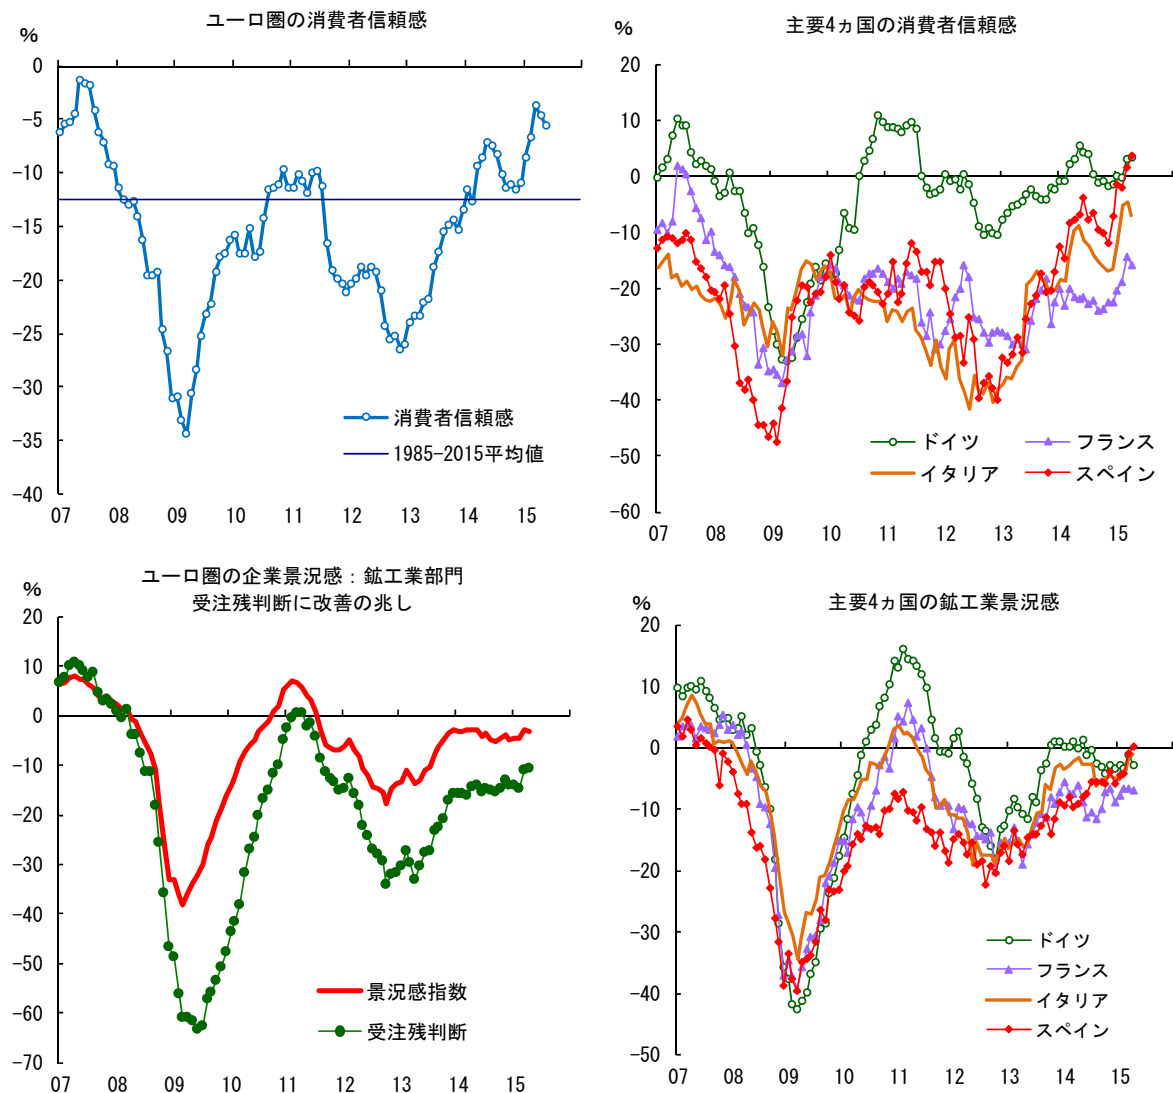 ユーロ圏の消費者信頼感
%
0
−5
−10
−15
−20
−25
−30
−35
−40
07 08 09 10 11 12 13 14 15
消費者信頼感
1985−2015平均値
主要4ヵ国の消費者信頼感
%
20
10
0
−10
−20
−30
−40
−50
−60
07 08 09 10 11 12 13 14 15
ドイツ フランス
イタリア スペイン
ユーロ圏の企業景況感：鉱工業部門
受注残判断に改善の兆し
%
20
10
0
−10
−20
−30
−40
−50
−60
−70
07 08 09 10 11 12 13 14 15
景況感指数
受注残判断
主要4ヵ国の鉱工業景況感
%
20
10
0
−10
−20
−30
−40
−50
07 08 09 10 11 12 13 14 15
ドイツ
フランス
イタリア
スペイン